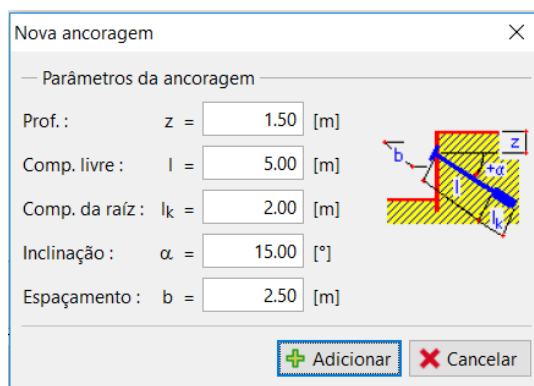 Nova ancoragem
Parâmetros da ancoragem
Prof. : z = 1.50 [m]
Comp. livre : l = 5.00 [m]
Comp. da raíz : lk = 2.00 [m]
Inclinação : α = 15.00 [°]
Espaçamento : b = 2.50 [m]
b z
+α
l
lk
Adicionar Cancelar